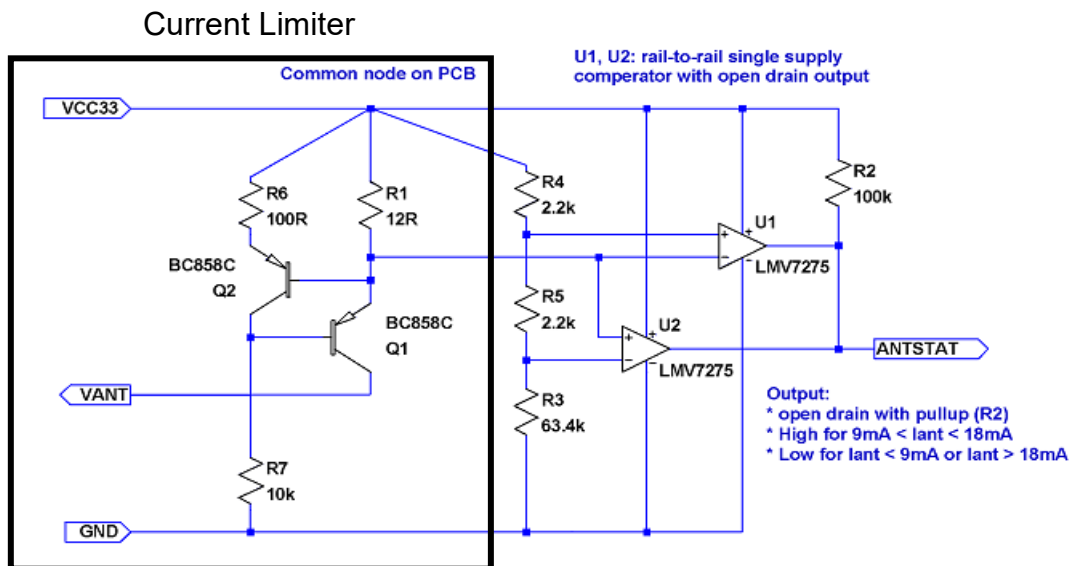 Current Limiter
Common node on PCB
U1, U2: rail-to-rail single supply
comperator with open drain output
VCC33
R6
100R
R1
12R
R4
2.2k
R2
100k
+
-
+
-
U1
LMV7275
BC858C
Q2
BC858C
Q1
R5
2.2k
+
-
+
-
U2
LMV7275
ANTSTAT
VANT
R3
63.4k
Output:
* open drain with pullup (R2)
* High for 9mA < Iant < 18mA
* Low for Iant < 9mA or Iant > 18mA
R7
10k
GND